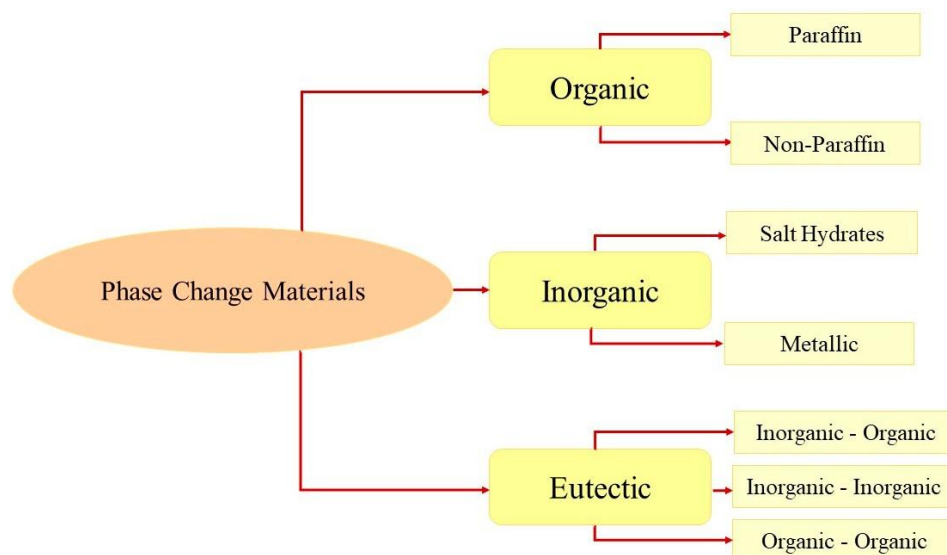 Paraffin
Organic
Non-Paraffin
Salt Hydrates
Phase Change Materials
Inorganic
Metallic
Inorganic - Organic
Eutectic
Inorganic - Inorganic
Organic - Organic